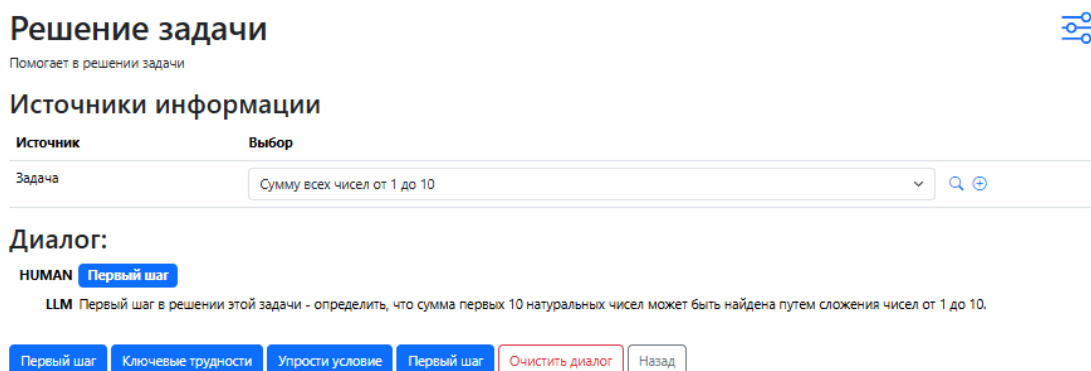 Решение задачи
Помогает в решении задачи
Источники информации
Источник Выбор
Задача Сумму всех чисел от 1 до 10
Диалог:
HUMAN Первый шаг
LLM Первый шаг в решении этой задачи - определить, что сумма первых 10 натуральных чисел может быть найдена путем сложения чисел от 1 до 10.
Первый шаг Ключевые трудности Упрости условие Первый шаг Очистить диалог Назад